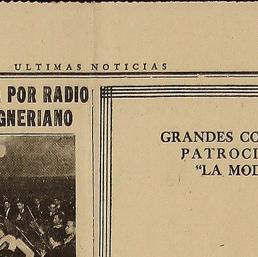 ULTIMAS NOTICIAS
POR RADIO
GNERIANO
GRANDES CO
PATROCI
"LA MOD